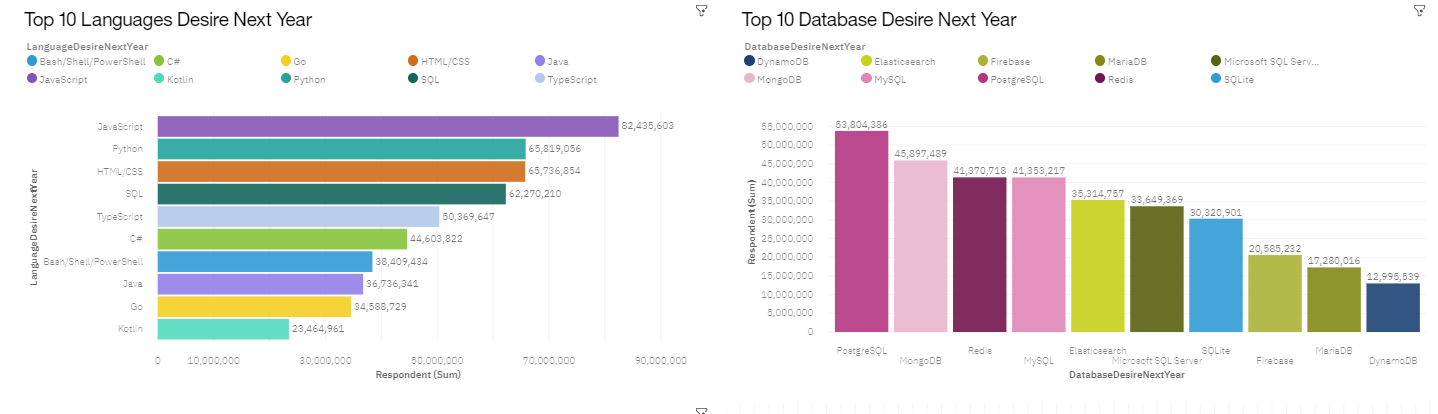 Top 10 Languages Desire Next Year
LanguageDesireNextYear
Bash/Shell/PowerShell C# Go HTML/CSS Java
JavaScript Kotlin Python SQL TypeScript
LanguageDesireNextYear
JavaScript 82,435,603
Python 65,819,056
HTML/CSS 65,736,854
SQL 62,270,210
TypeScript 50,369,647
C# 44,603,822
Bash/Shell/PowerShell 38,409,434
Java 36,736,341
Go 34,588,729
Kotlin 23,464,961
0 10,000,000 30,000,000 50,000,000 70,000,000 90,000,000
Respondent (Sum)
Top 10 Database Desire Next Year
DatabaseDesireNextYear
DynamoDB Elasticsearch Firebase MariaDB Microsoft SQL Serv...
MongoDB MySQL PostgreSQL Redis SQLite
Respondent (Sum)
55,000,000
50,000,000
45,000,000
40,000,000
35,000,000
30,000,000
25,000,000
20,000,000
15,000,000
10,000,000
5,000,000
0
53,804,386
45,897,489
41,370,718
41,353,217
35,314,757
33,649,369
30,320,901
20,585,232
17,280,016
12,995,539
PostgreSQL
MongoDB
Redis
MySQL
Elasticsearch
Microsoft SQL Server
SQLite
Firebase
MariaDB
DynamoDB
DatabaseDesireNextYear